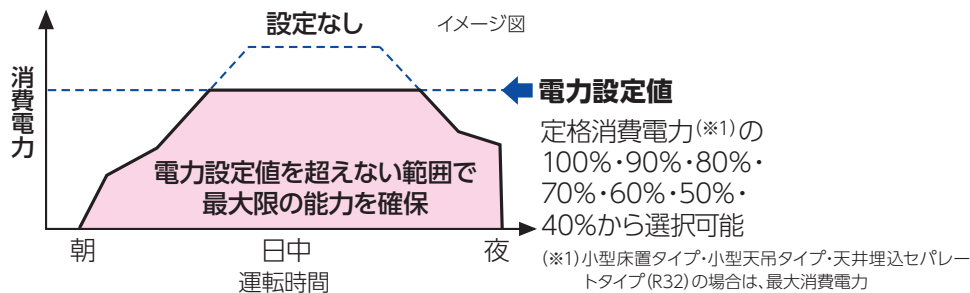 設定なし
イメージ図
消費電力
電力設定値
定格消費電力(※1)の
100%・90%・80%・
70%・60%・50%・
40%から選択可能
電力設定値を超えない範囲で
最大限の能力を確保
朝
日中
夜
運転時間
(※1)小型床置タイプ・小型天吊タイプ・天井埋込セパレー
トタイプ(R32)の場合は、最大消費電力